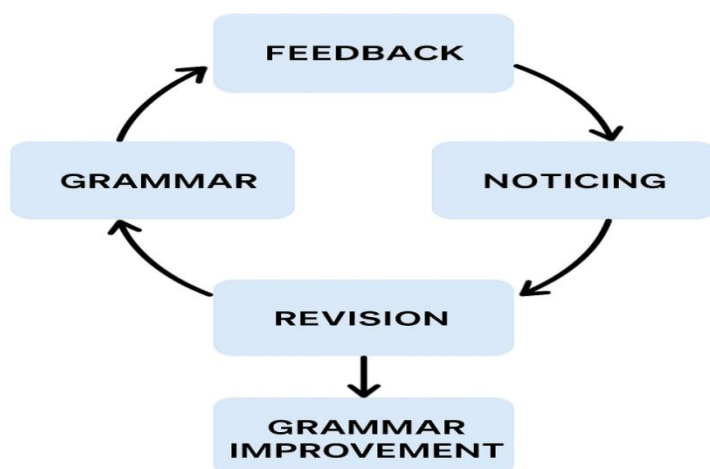 FEEDBACK
GRAMMAR
NOTICING
REVISION
GRAMMAR
IMPROVEMENT